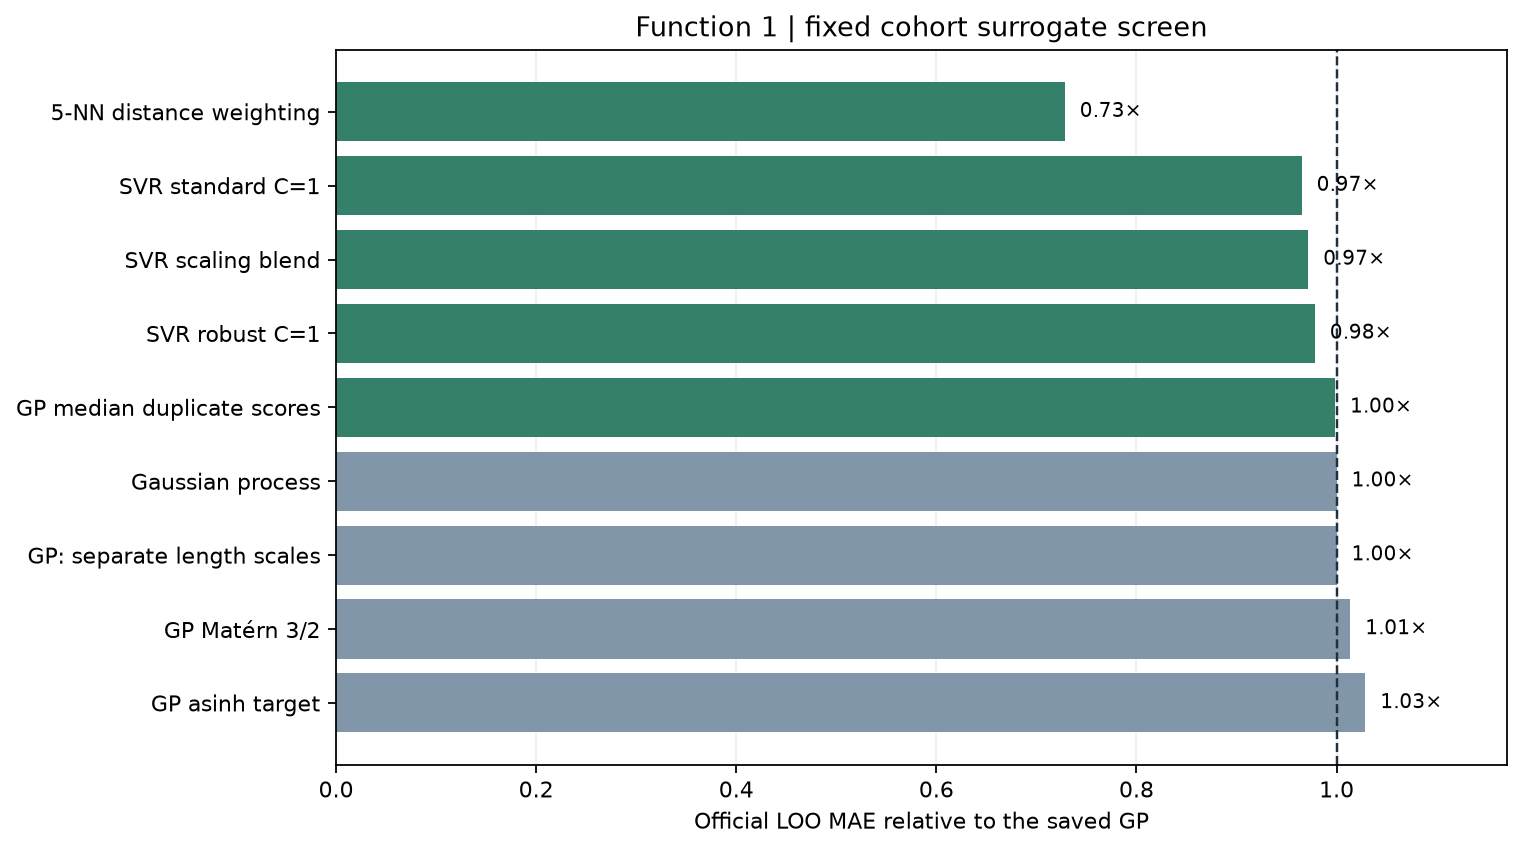 Function 1 | fixed cohort surrogate screen
5-NN distance weighting 0.73×
SVR standard C=1 0.97×
SVR scaling blend 0.97×
SVR robust C=1 0.98×
GP median duplicate scores 1.00×
Gaussian process 1.00×
GP: separate length scales 1.00×
GP Matérn 3/2 1.01×
GP asinh target 1.03×
0.0 0.2 0.4 0.6 0.8 1.0
Official LOO MAE relative to the saved GP